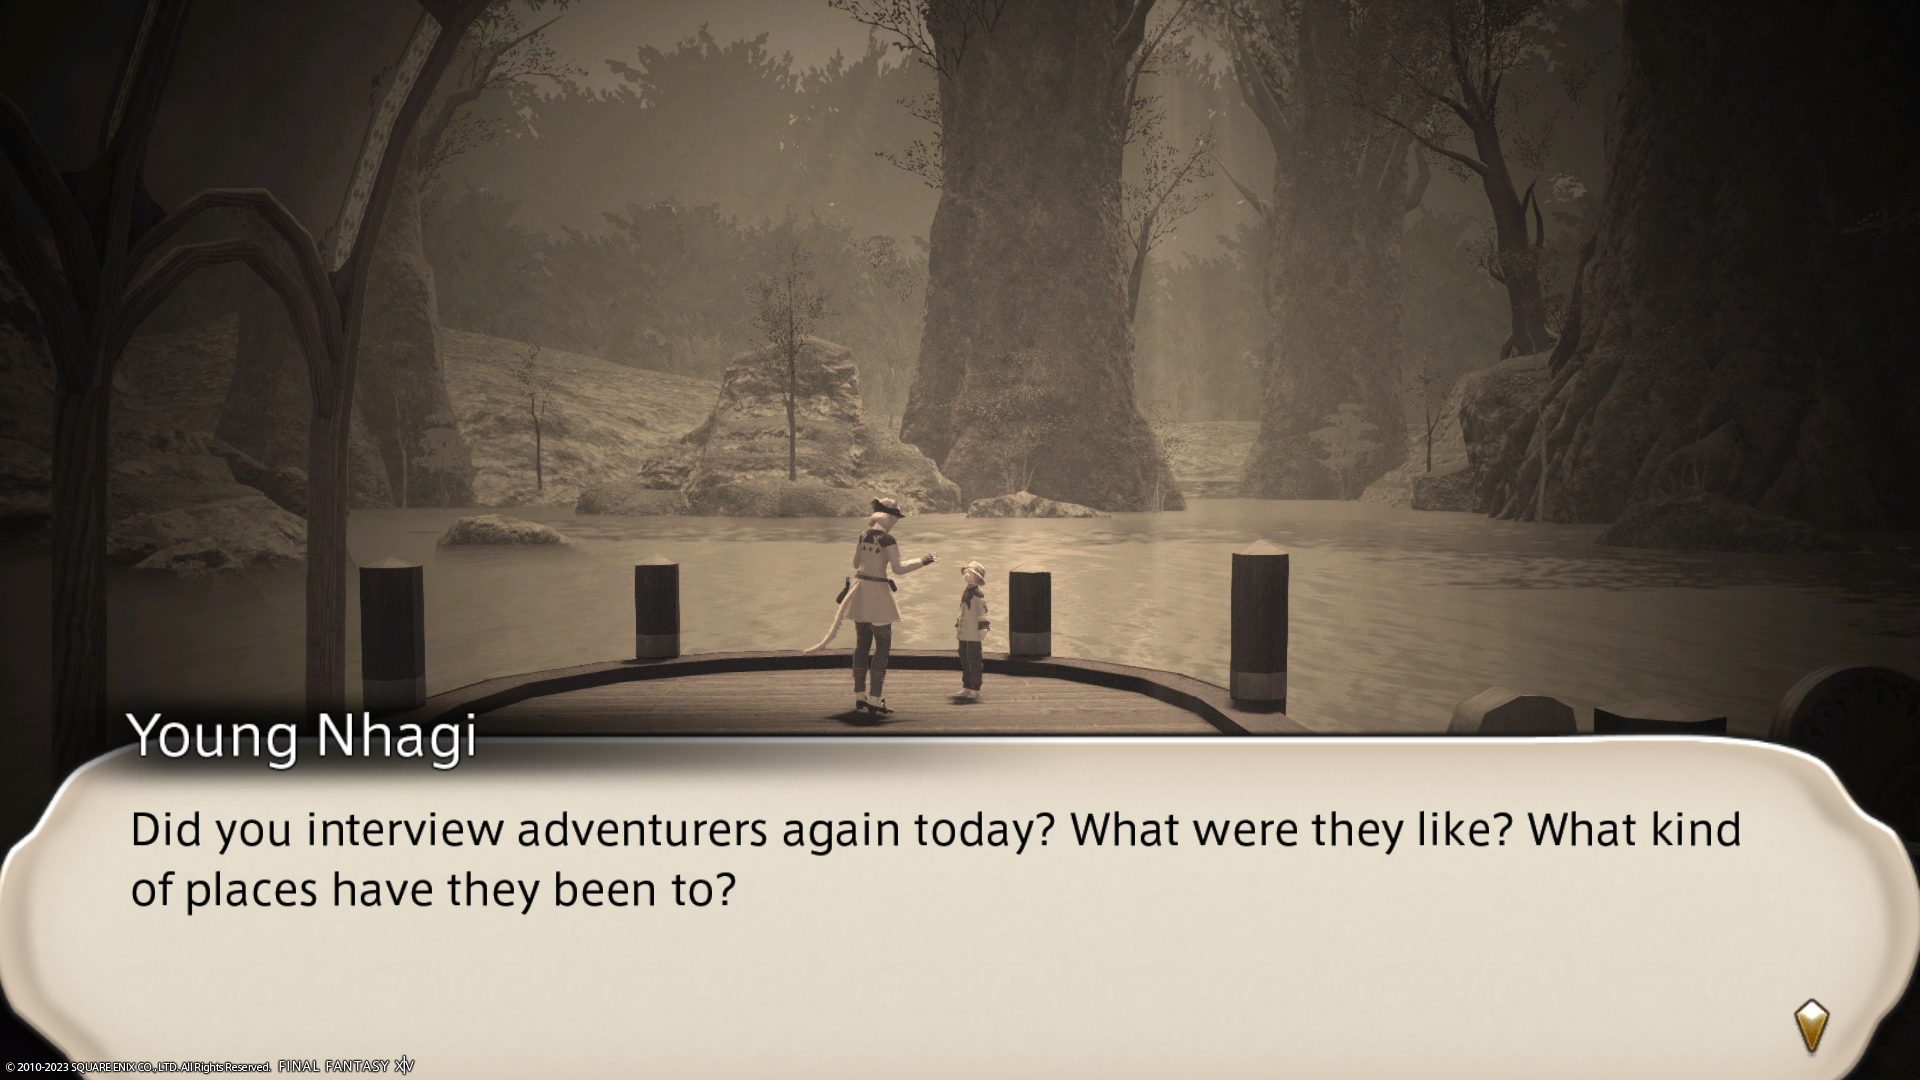 Young Nhagi
Did you interview adventurers again today? What were they like? What kind
of places have they been to?
© 2010-2023 SQUARE ENIX CO., LTD. All Rights Reserved. FINAL FANTASY XIV